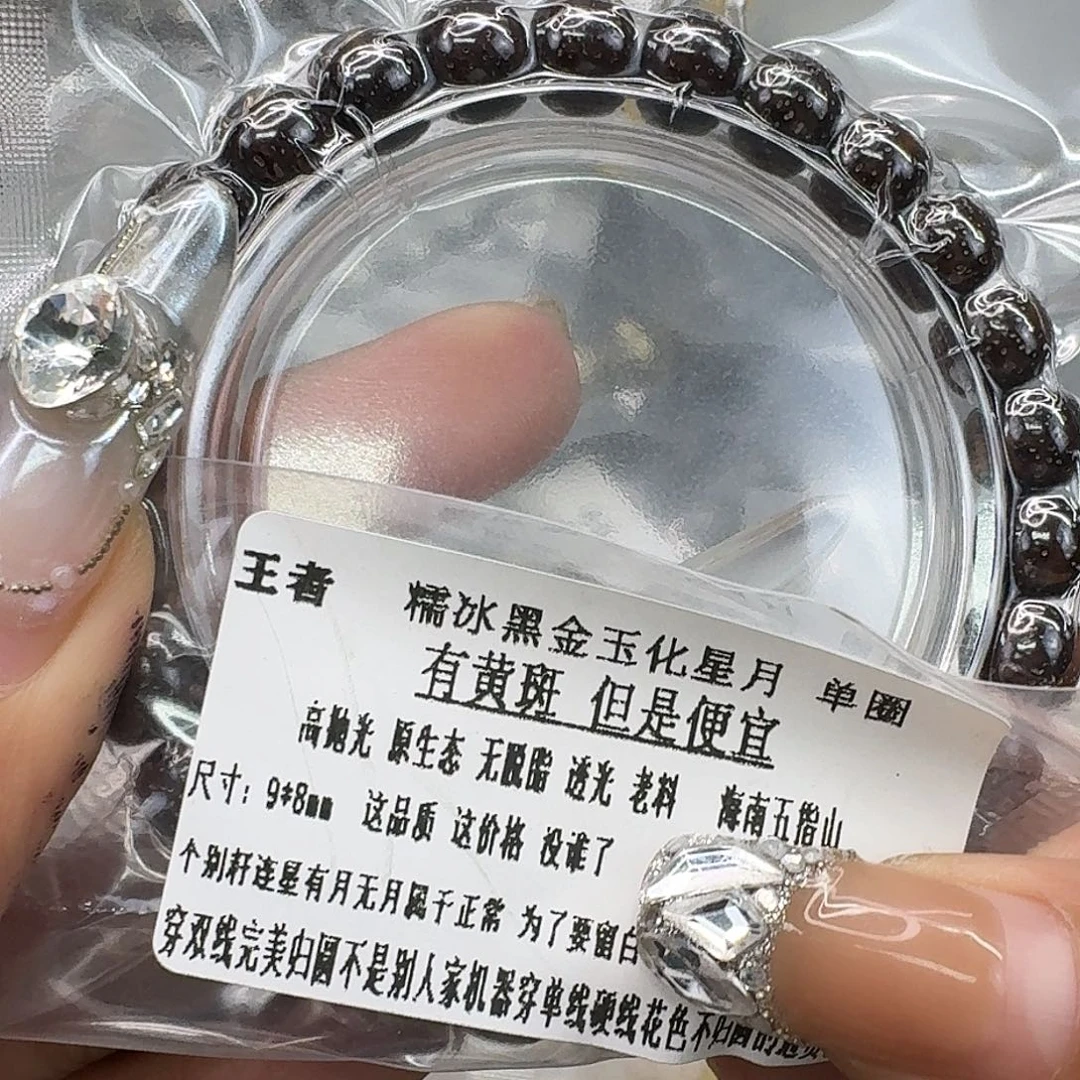 王者 糯冰黑金玉化星月 单圈
有黄斑 但是便宜
高抛光 原生态 无脱脂 透光 老料 海南五指山
尺寸：9*8mm 这品质 这价格 没谁了
个别轩连星有月无月属于正常 为了要留白
穿双线完美归圆不是别人家机器穿单线硬线花色不归圆的